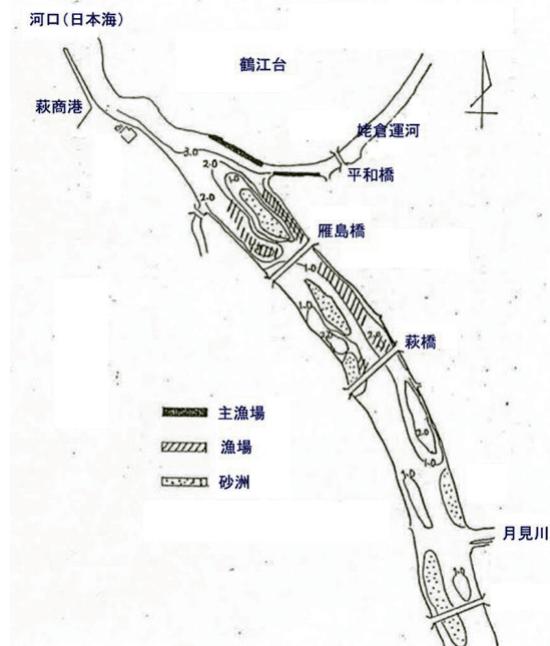 河口(日本海)
鶴江台
萩商港
姥倉運河
3.0
平和橋
2.0
1.0
2.0
雁島橋
1.0
1.0
萩橋
主漁場
漁場
2.0
1.0
砂洲
月見川